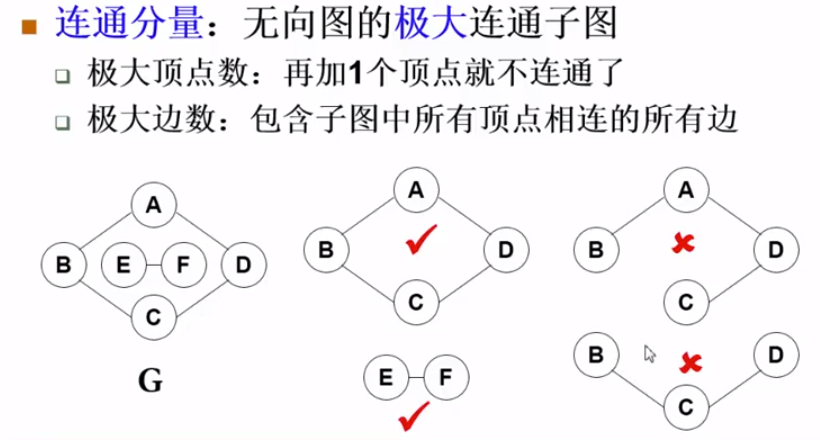 连通分量：无向图的极大连通子图
极大顶点数：再加1个顶点就不连通了
极大边数：包含子图中所有顶点相连的所有边
A
B E F D
C
G
A
B D
C
E F
A
B D
C
B D
C